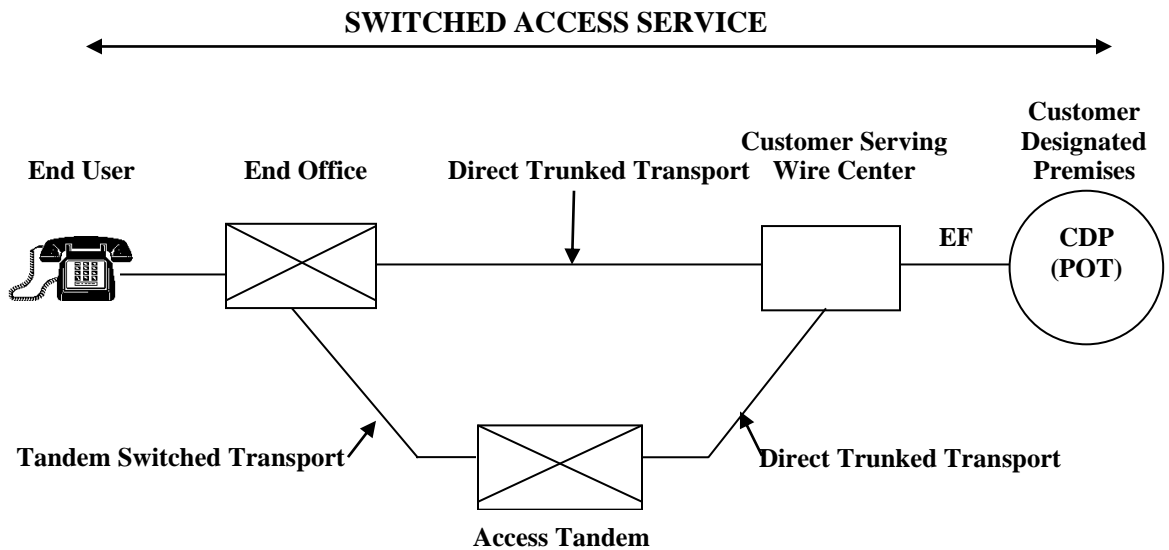 SWITCHED ACCESS SERVICE
Customer
Designated
Premises
Customer Serving
Wire Center
End User
End Office
Direct Trunked Transport
EF
CDP
(POT)
Tandem Switched Transport
Direct Trunked Transport
Access Tandem